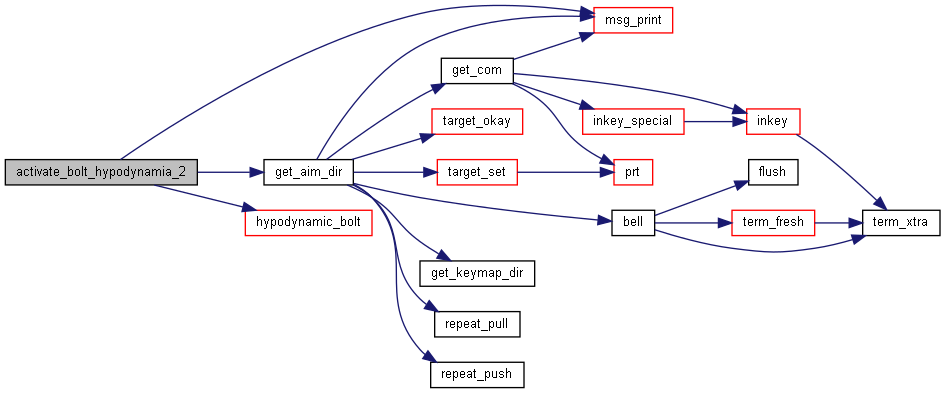 msg_print
get_com
target_okay
inkey_special
inkey
activate_bolt_hypodynamia_2
get_aim_dir
target_set
prt
flush
hypodynamic_bolt
bell
term_fresh
term_xtra
get_keymap_dir
repeat_pull
repeat_push